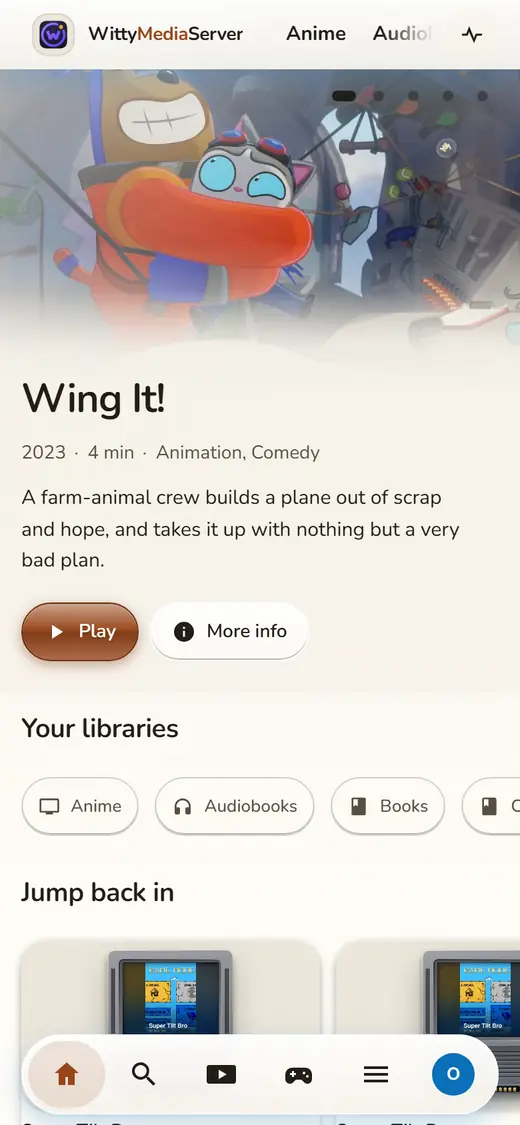 WittyMediaServer
Anime
Audio
Wing It!
2023 · 4 min · Animation, Comedy
A farm-animal crew builds a plane out of scrap
and hope, and takes it up with nothing but a very
bad plan.
Play
More info
Your libraries
Anime
Audiobooks
Books
Jump back in
Super Tilt Bro
Super Tilt Bro
O